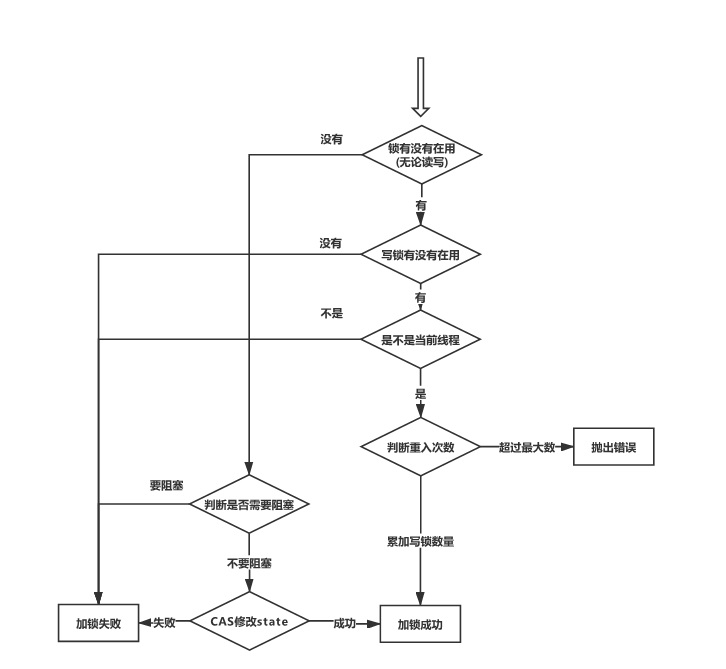 没有
锁有没有在用
(无论读写)
有
没有
写锁有没有在用
有
不是
是不是当前线程
是
判断重入次数
超过最大数
抛出错误
要阻塞
判断是否需要阻塞
累加写锁数量
不要阻塞
加锁失败
失败
CAS修改state
成功
加锁成功